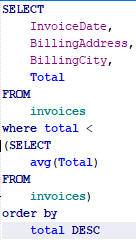 SELECT
InvoiceDate,
BillingAddress,
BillingCity,
Total
FROM
invoices
where total <
(SELECT
avg(Total)
FROM
invoices)
order by
total DESC